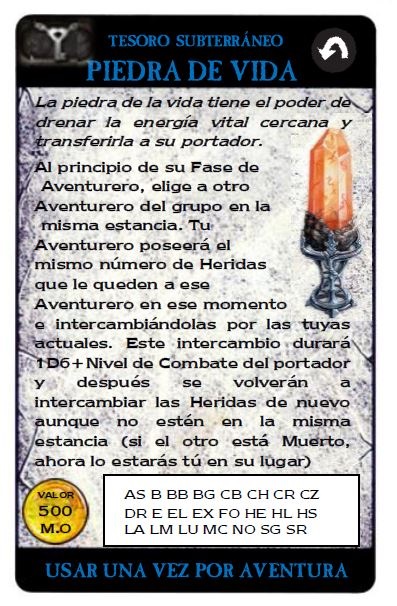 TESORO SUBTERRÁNEO
PIEDRA DE VIDA
La piedra de la vida tiene el poder de
drenar la energía vital cercana y
transferirla a su portador.
Al principio de su Fase de
Aventurero, elige a otro
Aventurero del grupo en la
misma estancia. Tu
Aventurero poseerá el
mismo número de Heridas
que le queden a ese
Aventurero en ese momento
e intercambiándolas por las tuyas
actuales. Este intercambio durará
1D6+Nivel de Combate del portador
y después se volverán a
intercambiar las Heridas de nuevo
aunque no estén en la misma
estancia (si el otro está Muerto,
ahora lo estarás tú en su lugar)
VALOR
500
M.O
AS B BB BG CB CH CR CZ
DR E EL EX FO HE HL HS
LA LM LU MC NO SG SR
USAR UNA VEZ POR AVENTURA